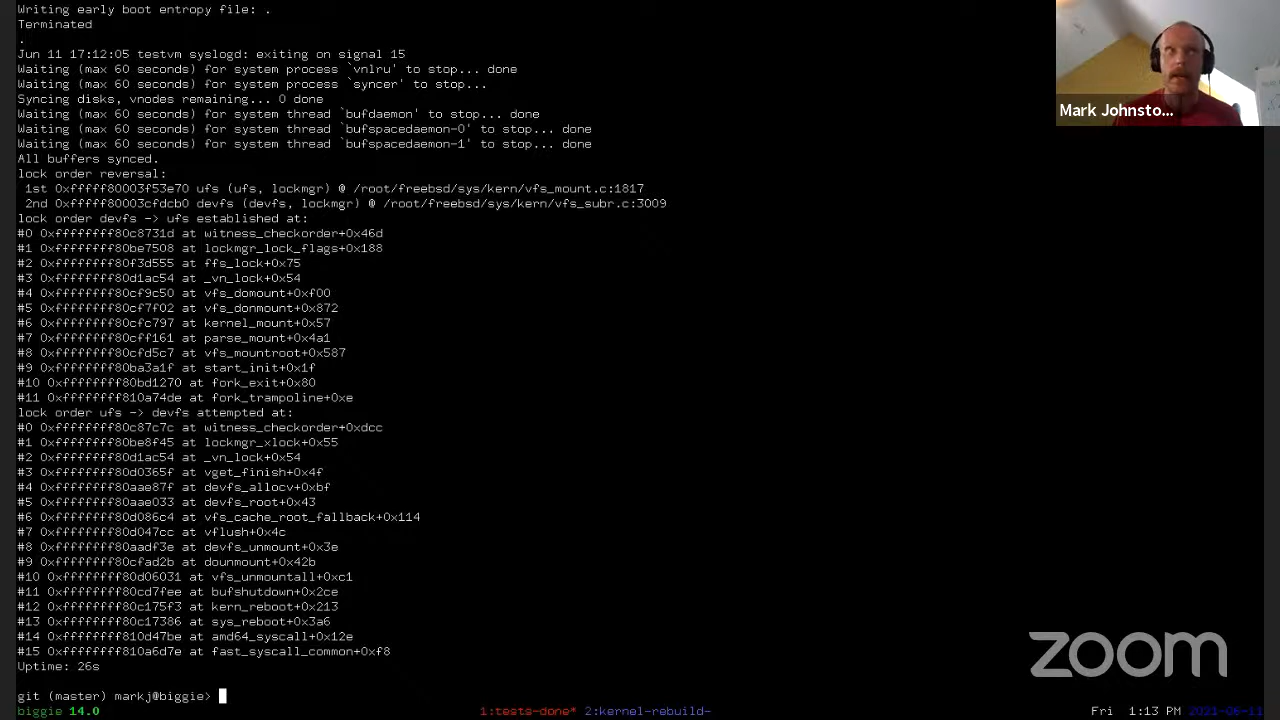 Writing early boot entropy file: .
Terminated
.
Jun 11 17:12:05 testvm syslogd: exiting on signal 15
Waiting (max 60 seconds) for system process `vnlru' to stop... done
Waiting (max 60 seconds) for system process `syncer' to stop...
Syncing disks, vnodes remaining... 0 done
Waiting (max 60 seconds) for system thread `bufdaemon' to stop... done
Waiting (max 60 seconds) for system thread `bufspacedaemon-0' to stop... done
Waiting (max 60 seconds) for system thread `bufspacedaemon-1' to stop... done
All buffers synced.
lock order reversal:
1st 0xfffff80003f53e70 ufs (ufs, lockmgr) @ /root/freebsd/sys/kern/vfs_mount.c:1817
2nd 0xfffff80003cfdcb0 devfs (devfs, lockmgr) @ /root/freebsd/sys/kern/vfs_subr.c:3009
lock order devfs -> ufs established at:
#0 0xffffffff80c8731d at witness_checkorder+0x46d
#1 0xffffffff80be7508 at lockmgr_lock_flags+0x188
#2 0xffffffff80f3d555 at ffs_lock+0x75
#3 0xffffffff80d1ac54 at _vn_lock+0x54
#4 0xffffffff80cf9c50 at vfs_domount+0xf00
#5 0xffffffff80cf7f02 at vfs_donmount+0x872
#6 0xffffffff80cfc797 at kernel_mount+0x57
#7 0xffffffff80cff161 at parse_mount+0x4a1
#8 0xffffffff80cfd5c7 at vfs_mountroot+0x587
#9 0xffffffff80ba3a1f at start_init+0x1f
#10 0xffffffff80bd1270 at fork_exit+0x80
#11 0xffffffff810a74de at fork_trampoline+0xe
lock order ufs -> devfs attempted at:
#0 0xffffffff80c87c7c at witness_checkorder+0xdcc
#1 0xffffffff80be8f45 at lockmgr_xlock+0x55
#2 0xffffffff80d1ac54 at _vn_lock+0x54
#3 0xffffffff80d0365f at vget_finish+0x4f
#4 0xffffffff80aae87f at devfs_allocv+0xbf
#5 0xffffffff80aae033 at devfs_root+0x43
#6 0xffffffff80d086c4 at vfs_cache_root_fallback+0x114
#7 0xffffffff80d047cc at vflush+0x4c
#8 0xffffffff80aadf3e at devfs_unmount+0x3e
#9 0xffffffff80cfad2b at dounmount+0x42b
#10 0xffffffff80d06031 at vfs_unmountall+0xc1
#11 0xffffffff80cd7fee at bufshutdown+0x2ce
#12 0xffffffff80c175f3 at kern_reboot+0x213
#13 0xffffffff80c17386 at sys_reboot+0x3a6
#14 0xffffffff810d47be at amd64_syscall+0x12e
#15 0xffffffff810a6d7e at fast_syscall_common+0xf8
Uptime: 26s
git (master) markj@biggie>
biggie 14.0 1:tests-done* 2:kernel-rebuild- Fri 1:13 PM 2021-06-11
Mark Johnsto...
zoom